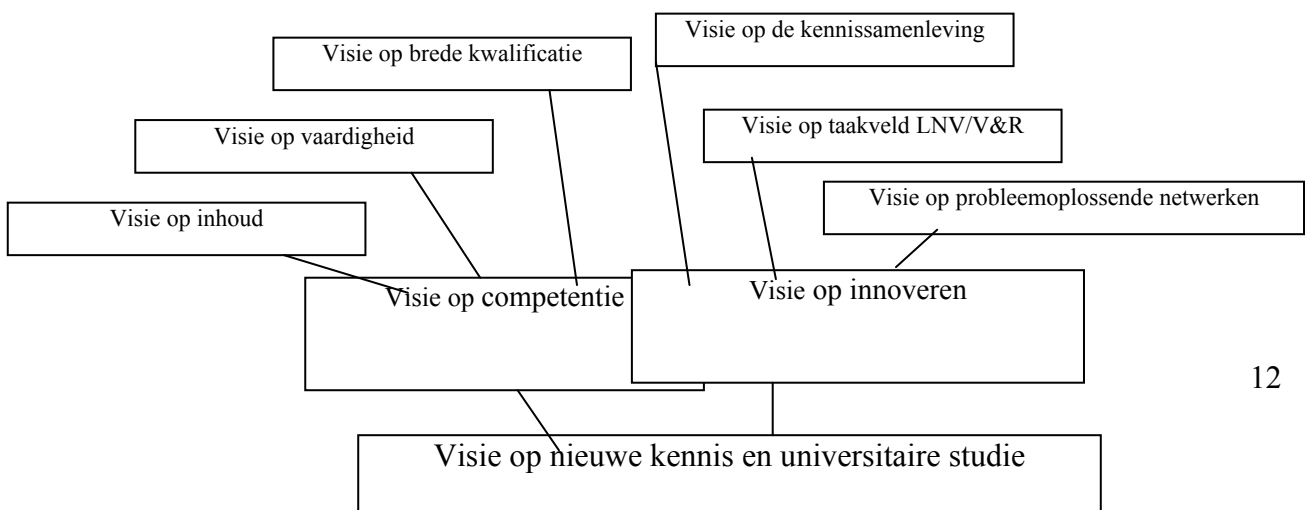 Visie op de kennissamenleving
Visie op brede kwalificatie
Visie op taakveld LNV/V&R
Visie op vaardigheid
Visie op probleemoplossende netwerken
Visie op inhoud
Visie op competentie
Visie op innoveren
12
Visie op nieuwe kennis en universitaire studie